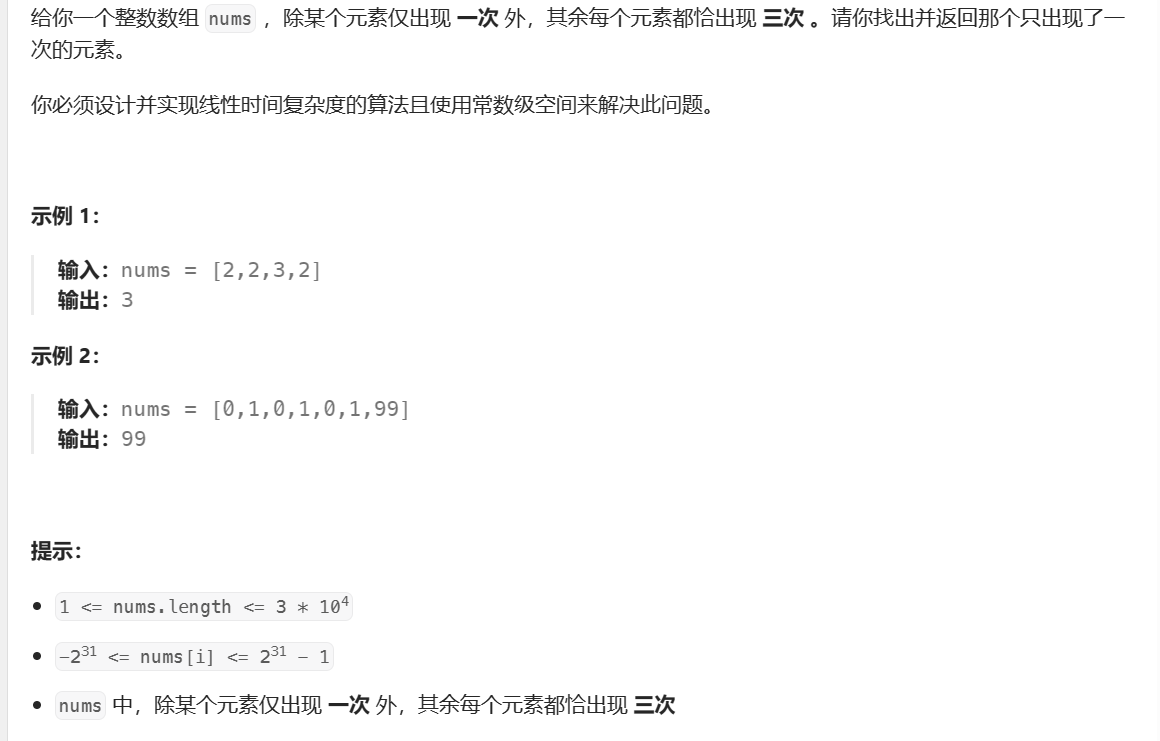 给你一个整数数组 nums ，除某个元素仅出现 一次 外，其余每个元素都恰出现 三次 。请你找出并返回那个只出现了一
次的元素。
你必须设计并实现线性时间复杂度的算法且使用常数级空间来解决此问题。
示例 1：
输入：nums = [2,2,3,2]
输出：3
示例 2：
输入：nums = [0,1,0,1,0,1,99]
输出：99
提示：
• 1 <= nums.length <= 3 * 10⁴
• -2³¹ <= nums[i] <= 2³¹ - 1
• nums 中，除某个元素仅出现 一次 外，其余每个元素都恰出现 三次